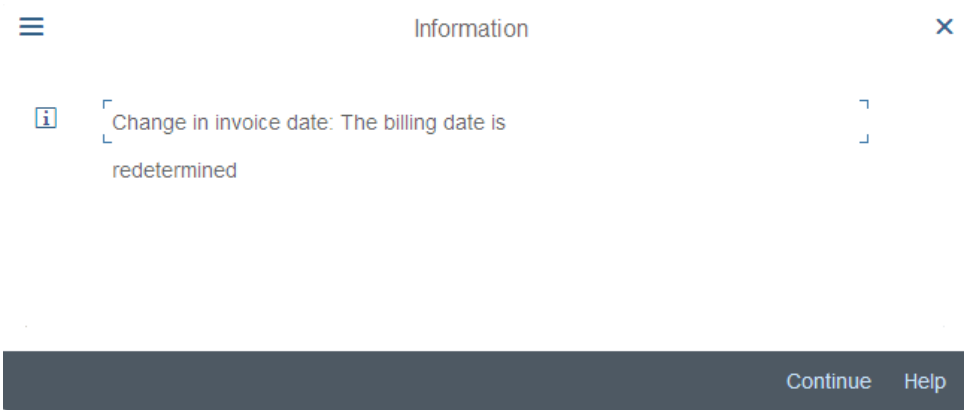 Information
Change in invoice date: The billing date is
redetermined
Continue Help